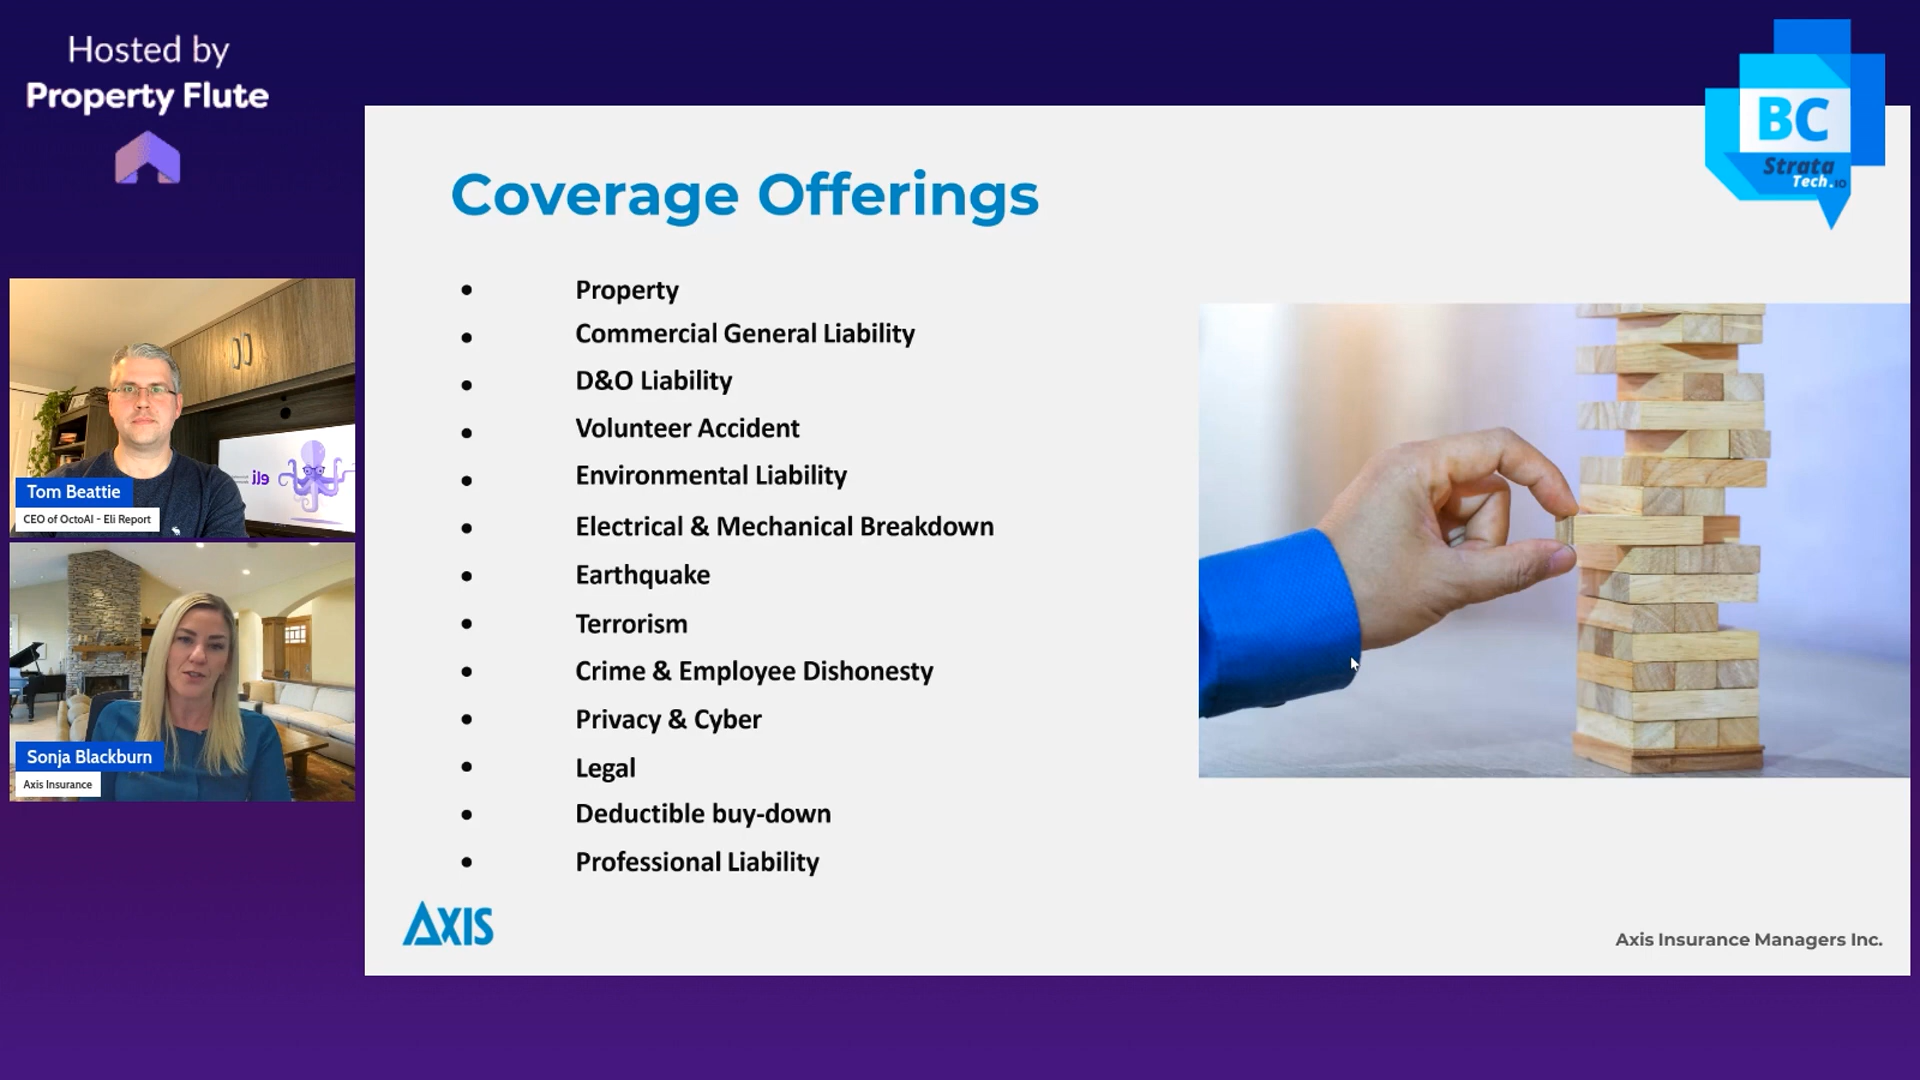 Hosted by
Property Flute
BC
Strata
Tech.IO
Coverage Offerings
• Property
• Commercial General Liability
• D&O Liability
• Volunteer Accident
• Environmental Liability
• Electrical & Mechanical Breakdown
• Earthquake
• Terrorism
• Crime & Employee Dishonesty
• Privacy & Cyber
• Legal
• Deductible buy-down
• Professional Liability
AXIS
Axis Insurance Managers Inc.
eli
Tom Beattie
CEO of OctoAI - Eli Report
Sonja Blackburn
Axis Insurance